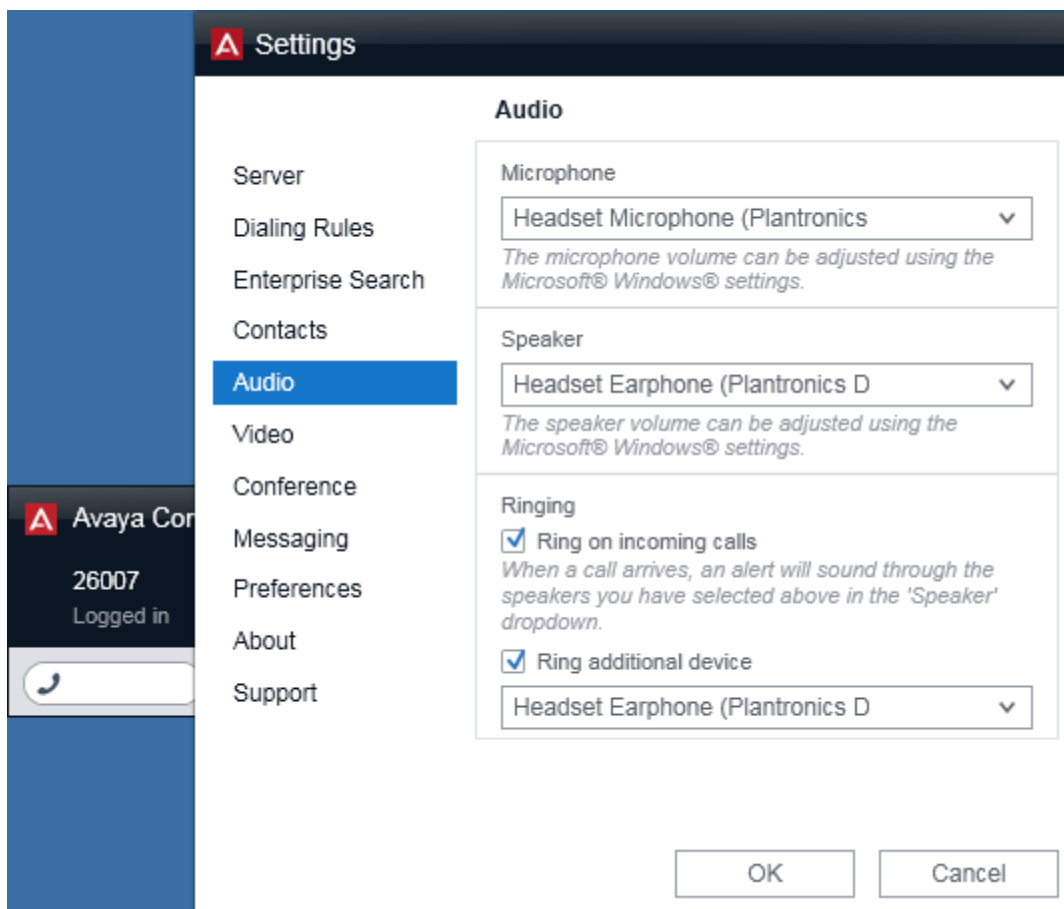 Settings
Audio
Server
Dialing Rules
Enterprise Search
Contacts
Audio
Video
Conference
Messaging
Preferences
About
Support
Microphone
Headset Microphone (Plantronics
The microphone volume can be adjusted using the
Microsoft® Windows® settings.
Speaker
Headset Earphone (Plantronics D
The speaker volume can be adjusted using the
Microsoft® Windows® settings.
Ringing
Ring on incoming calls
When a call arrives, an alert will sound through the
speakers you have selected above in the 'Speaker'
dropdown.
Ring additional device
Headset Earphone (Plantronics D
OK
Cancel
Avaya Cor
26007
Logged in